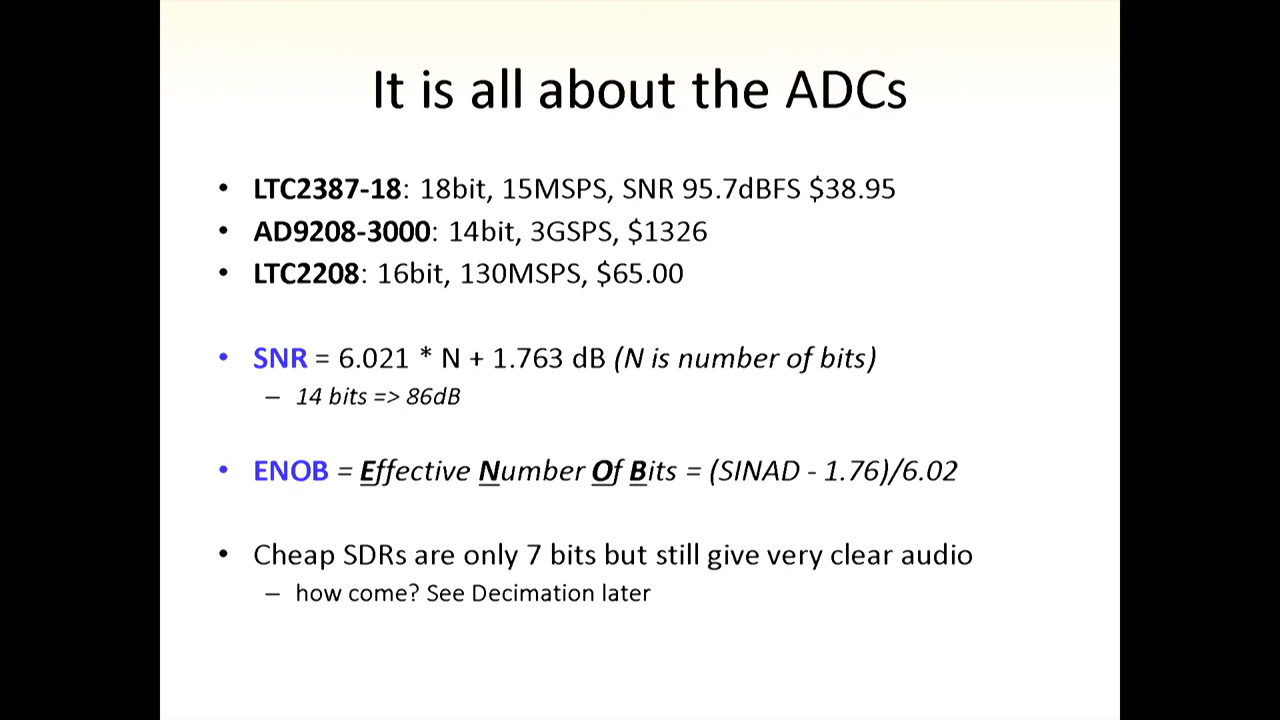 It is all about the ADCs
• LTC2387-18: 18bit, 15MSPS, SNR 95.7dBFS $38.95
• AD9208-3000: 14bit, 3GSPS, $1326
• LTC2208: 16bit, 130MSPS, $65.00
• SNR = 6.021 * N + 1.763 dB (N is number of bits)
– 14 bits => 86dB
• ENOB = Effective Number Of Bits = (SINAD - 1.76)/6.02
• Cheap SDRs are only 7 bits but still give very clear audio
– how come? See Decimation later